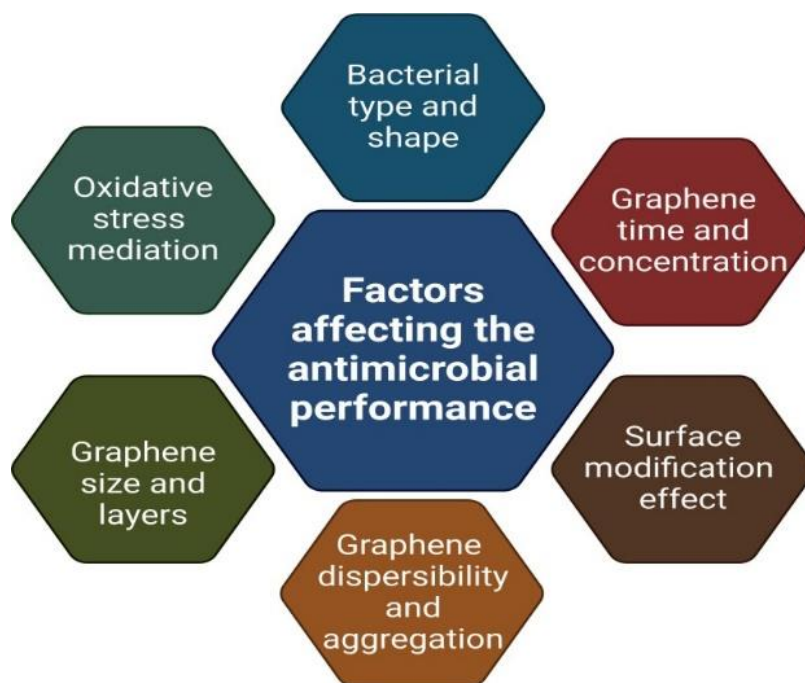 Bacterial
type and
shape
Oxidative
stress
mediation
Graphene
time and
concentration
Factors
affecting the
antimicrobial
performance
Graphene
size and
layers
Surface
modification
effect
Graphene
dispersibility
and
aggregation